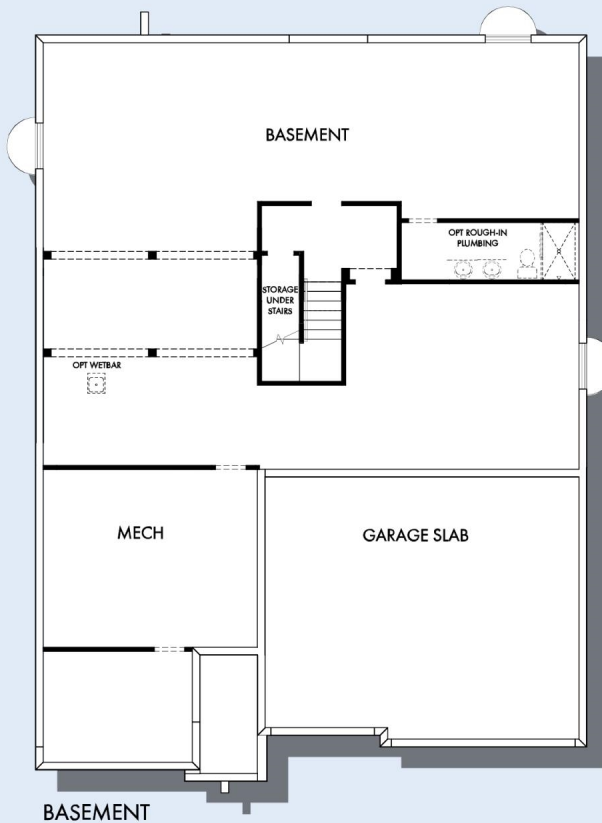 BASEMENT
OPT ROUGH-IN
PLUMBING
STORAGE
UNDER
STAIRS
OPT WETBAR
MECH
GARAGE SLAB
BASEMENT